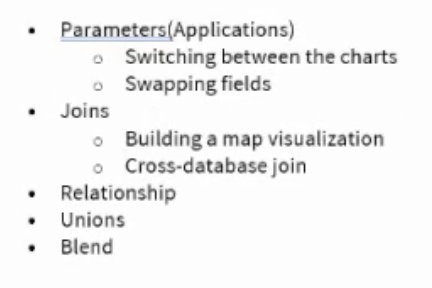 • Parameters(Applications)
o Switching between the charts
o Swapping fields
• Joins
o Building a map visualization
o Cross-database join
• Relationship
• Unions
• Blend